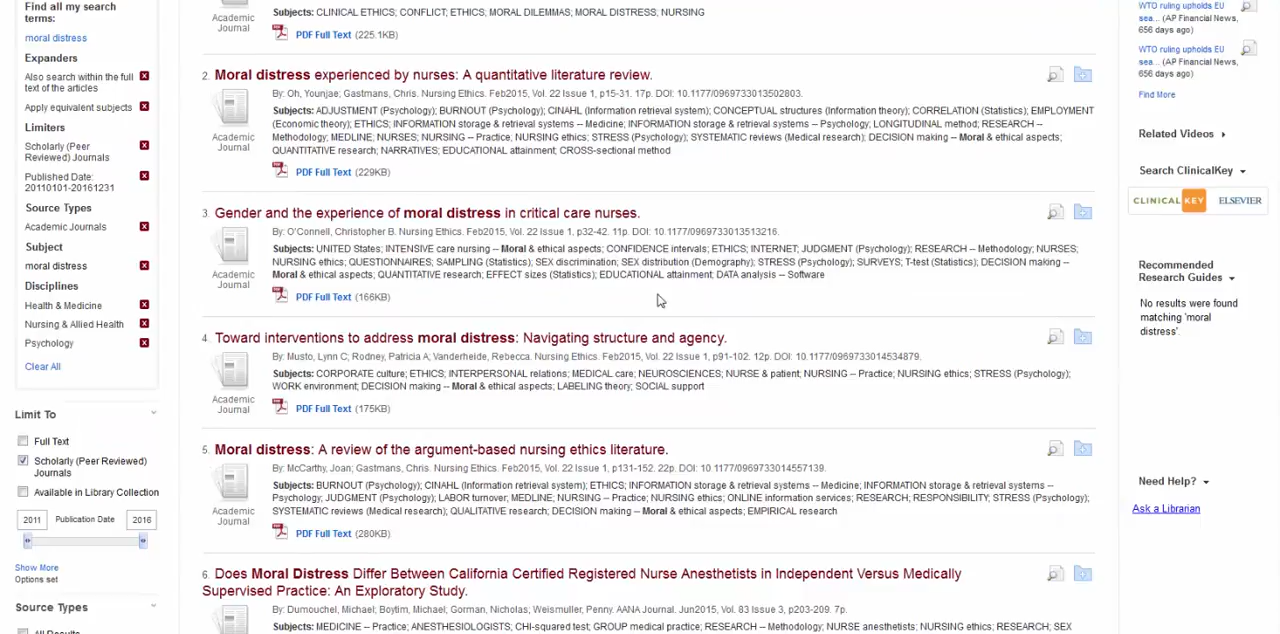 Find all my search
terms:
moral distress
Expanders
Also search within the full
text of the articles
Apply equivalent subjects
Limiters
Scholarly (Peer
Reviewed) Journals
Published Date:
20110101-20161231
Source Types
Academic Journals
Subject
moral distress
Disciplines
Health & Medicine
Nursing & Allied Health
Psychology
Clear All
Limit To
Full Text
Scholarly (Peer Reviewed)
Journals
Available in Library Collection
2011 Publication Date 2016
Show More
Options set
Source Types
All Results
Academic
Journal
Subjects: CLINICAL ETHICS; CONFLICT; ETHICS; MORAL DILEMMAS; MORAL DISTRESS; NURSING
PDF Full Text (225.1KB)
2. Moral distress experienced by nurses: A quantitative literature review.
By: Oh, Younjae; Gastmans, Chris. Nursing Ethics. Feb2015, Vol. 22 Issue 1, p15-31. 17p. DOI: 10.1177/0969733013502803.
Academic
Journal
Subjects: ADJUSTMENT (Psychology); BURNOUT (Psychology); CINAHL (Information retrieval system); CONCEPTUAL structures (Information theory); CORRELATION (Statistics); EMPLOYMENT
(Economic theory); ETHICS; INFORMATION storage & retrieval systems -- Medicine; INFORMATION storage & retrieval systems -- Psychology; LONGITUDINAL method; RESEARCH --
Methodology; MEDLINE; NURSES; NURSING -- Practice; NURSING ethics; STRESS (Psychology); SYSTEMATIC reviews (Medical research); DECISION making -- Moral & ethical aspects;
QUANTITATIVE research; NARRATIVES; EDUCATIONAL attainment; CROSS-sectional method
PDF Full Text (229KB)
3. Gender and the experience of moral distress in critical care nurses.
By: O'Connell, Christopher B. Nursing Ethics. Feb2015, Vol. 22 Issue 1, p32-42. 11p. DOI: 10.1177/0969733013513216.
Academic
Journal
Subjects: UNITED States; INTENSIVE care nursing -- Moral & ethical aspects; CONFIDENCE intervals; ETHICS; INTERNET; JUDGMENT (Psychology); RESEARCH -- Methodology; NURSES;
NURSING ethics; QUESTIONNAIRES; SAMPLING (Statistics); SEX discrimination; SEX distribution (Demography); STRESS (Psychology); SURVEYS; T-test (Statistics); DECISION making --
Moral & ethical aspects; QUANTITATIVE research; EFFECT sizes (Statistics); EDUCATIONAL attainment; DATA analysis -- Software
PDF Full Text (166KB)
4. Toward interventions to address moral distress: Navigating structure and agency.
By: Musto, Lynn C; Rodney, Patricia A; Vanderheide, Rebecca. Nursing Ethics. Feb2015, Vol. 22 Issue 1, p91-102. 12p. DOI: 10.1177/0969733014534879.
Academic
Journal
Subjects: CORPORATE culture; ETHICS; INTERPERSONAL relations; MEDICAL care; NEUROSCIENCES; NURSE & patient; NURSING -- Practice; NURSING ethics; STRESS (Psychology);
WORK environment; DECISION making -- Moral & ethical aspects; LABELING theory; SOCIAL support
PDF Full Text (175KB)
5. Moral distress: A review of the argument-based nursing ethics literature.
By: McCarthy, Joan; Gastmans, Chris. Nursing Ethics. Feb2015, Vol. 22 Issue 1, p131-152. 22p. DOI: 10.1177/0969733014557139.
Academic
Journal
Subjects: BURNOUT (Psychology); CINAHL (Information retrieval system); ETHICS; INFORMATION storage & retrieval systems -- Medicine; INFORMATION storage & retrieval systems --
Psychology; JUDGMENT (Psychology); LABOR turnover; MEDLINE; NURSING -- Practice; NURSING ethics; ONLINE information services; RESEARCH; RESPONSIBILITY; STRESS (Psychology);
SYSTEMATIC reviews (Medical research); QUALITATIVE research; DECISION making -- Moral & ethical aspects; EMPIRICAL research
PDF Full Text (280KB)
6. Does Moral Distress Differ Between California Certified Registered Nurse Anesthetists in Independent Versus Medically
Supervised Practice: An Exploratory Study.
By: Dumouchel, Michael; Boytim, Michael; Gorman, Nicholas; Weismuller, Penny. AANA Journal. Jun2015, Vol. 83 Issue 3, p203-209. 7p.
Subjects: MEDICINE -- Practice; ANESTHESIOLOGISTS; CHI-squared test; GROUP medical practice; RESEARCH -- Methodology; NURSE anesthetists; NURSING ethics; RESEARCH; SEX
WTO ruling upholds EU
sea... (AP Financial News,
656 days ago)
WTO ruling upholds EU
sea... (AP Financial News,
656 days ago)
Find More
Related Videos
Search ClinicalKey
CLINICAL KEY ELSEVIER
Recommended
Research Guides
No results were found
matching 'moral
distress'.
Need Help?
Ask a Librarian